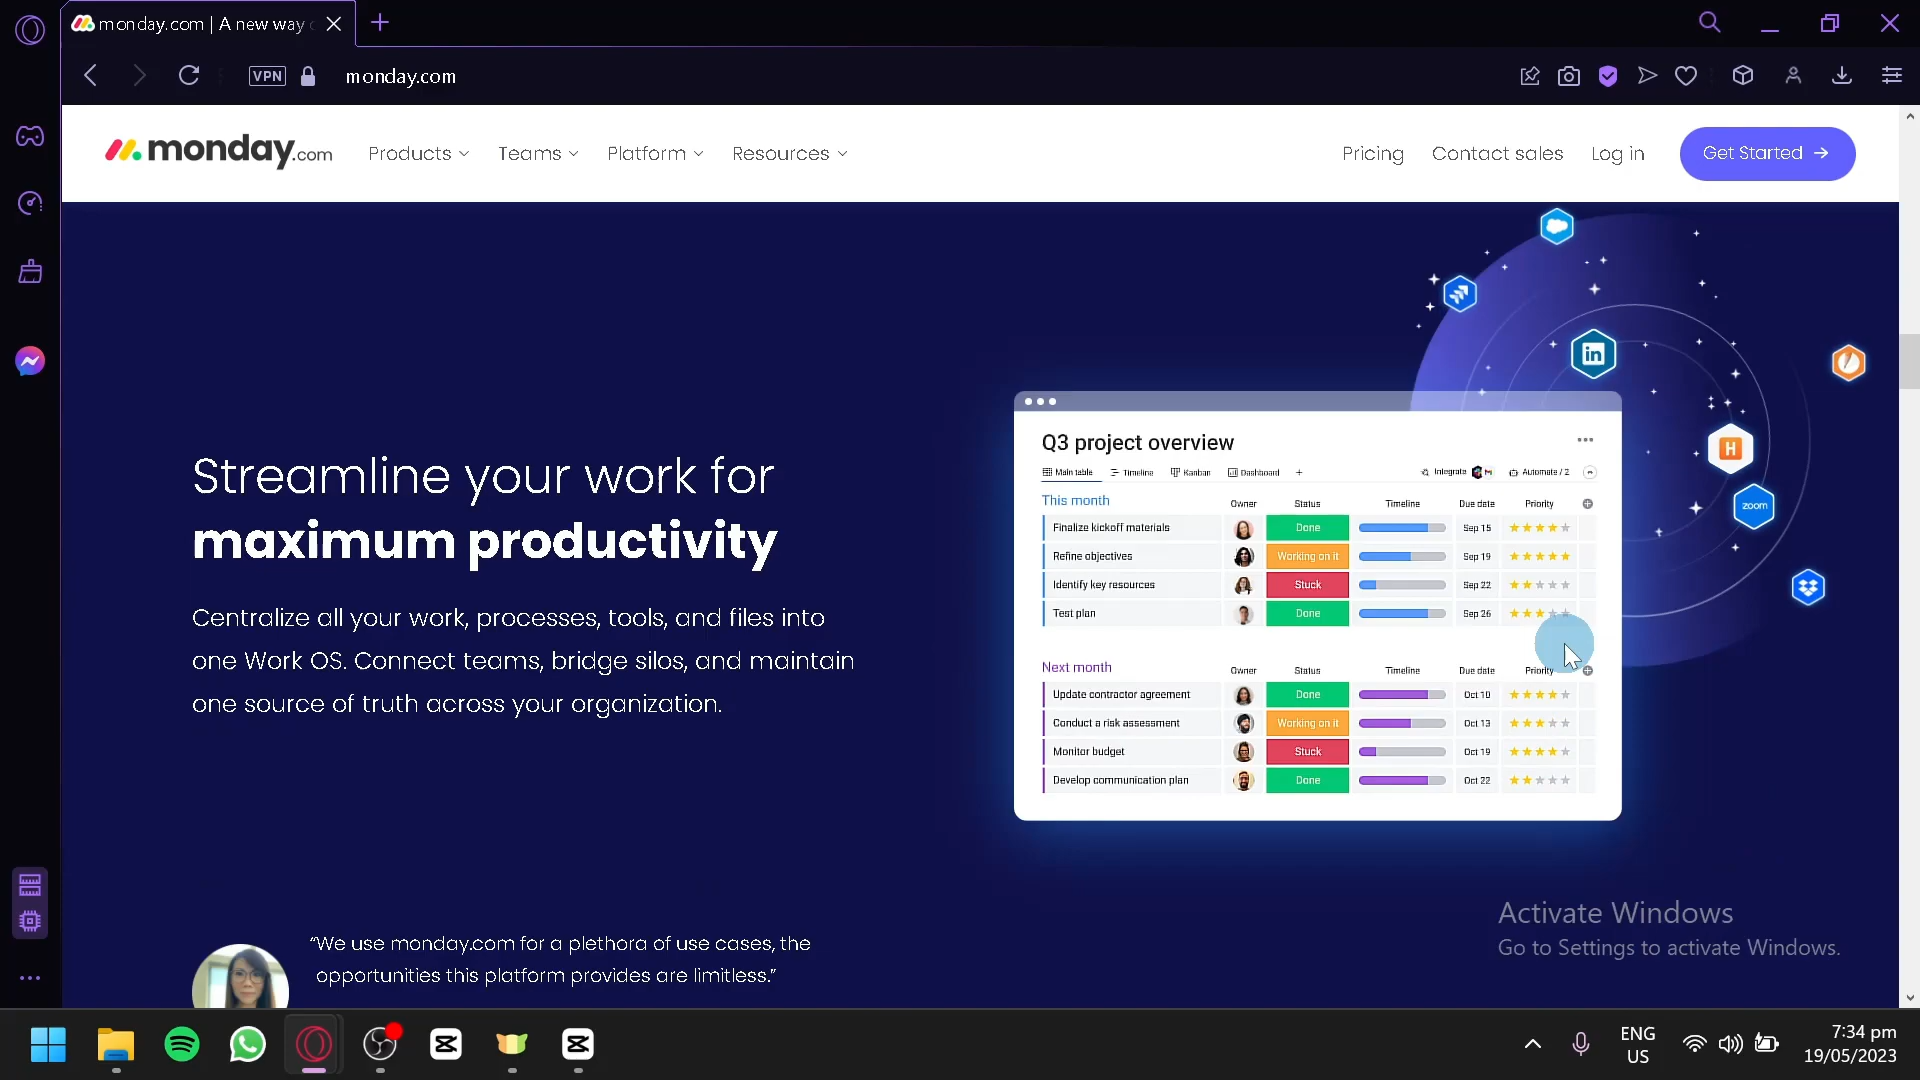 monday.com | A new way
VPN
monday.com
monday.com
Products
Teams
Platform
Resources
Pricing
Contact sales
Log in
Get Started
Streamline your work for
maximum productivity
Centralize all your work, processes, tools, and files into
one Work OS. Connect teams, bridge silos, and maintain
one source of truth across your organization.
in
H
zoom
Q3 project overview
Main table
Timeline
Kanban
Dashboard
+
Integrate
Automate / 2
This month Owner Status Timeline Due date Priority
Finalize kickoff materials Done Sep 15
Refine objectives Working on it Sep 19
Identify key resources Stuck Sep 22
Test plan Done Sep 26
Next month Owner Status Timeline Due date Priority
Update contractor agreement Done Oct 10
Conduct a risk assessment Working on it Oct 13
Monitor budget Stuck Oct 19
Develop communication plan Done Oct 22
“We use monday.com for a plethora of use cases, the
opportunities this platform provides are limitless.”
Activate Windows
Go to Settings to activate Windows.
ENG
US
7:34 pm
19/05/2023